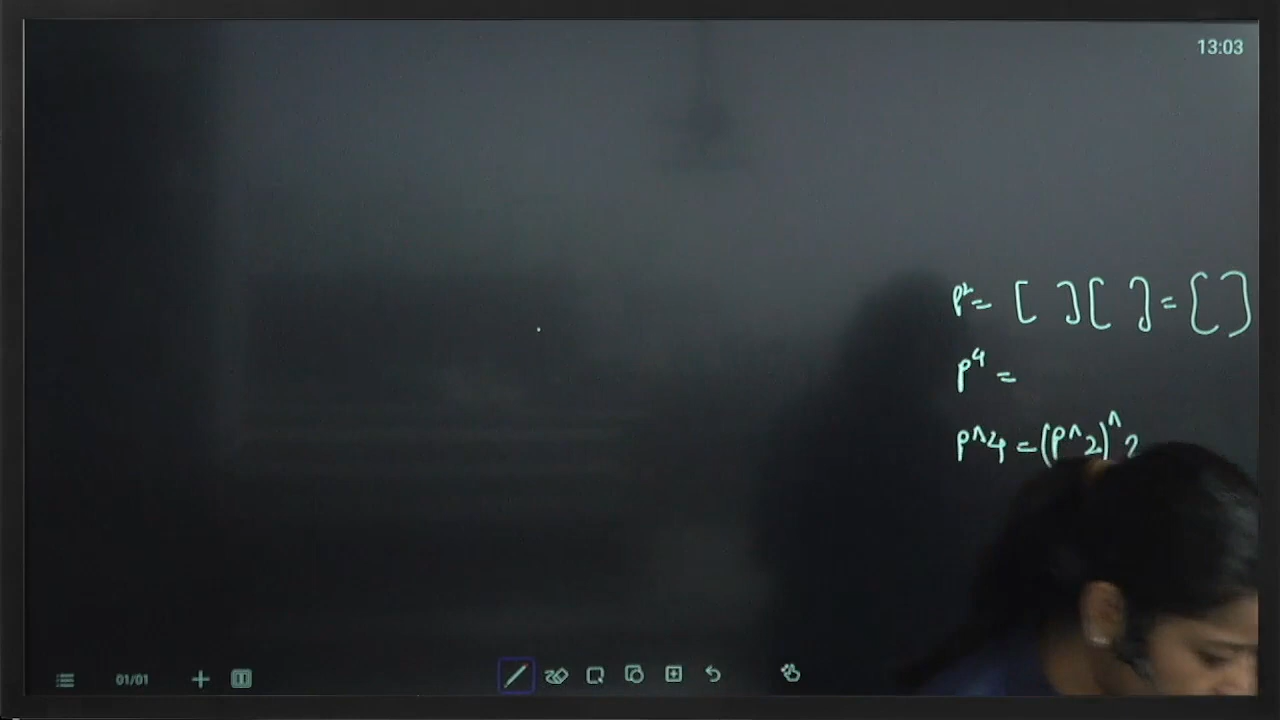 13:03
P² = [ ] [ ] = [ ]
P⁴ =
P^4 = (P^2)^2
01/01